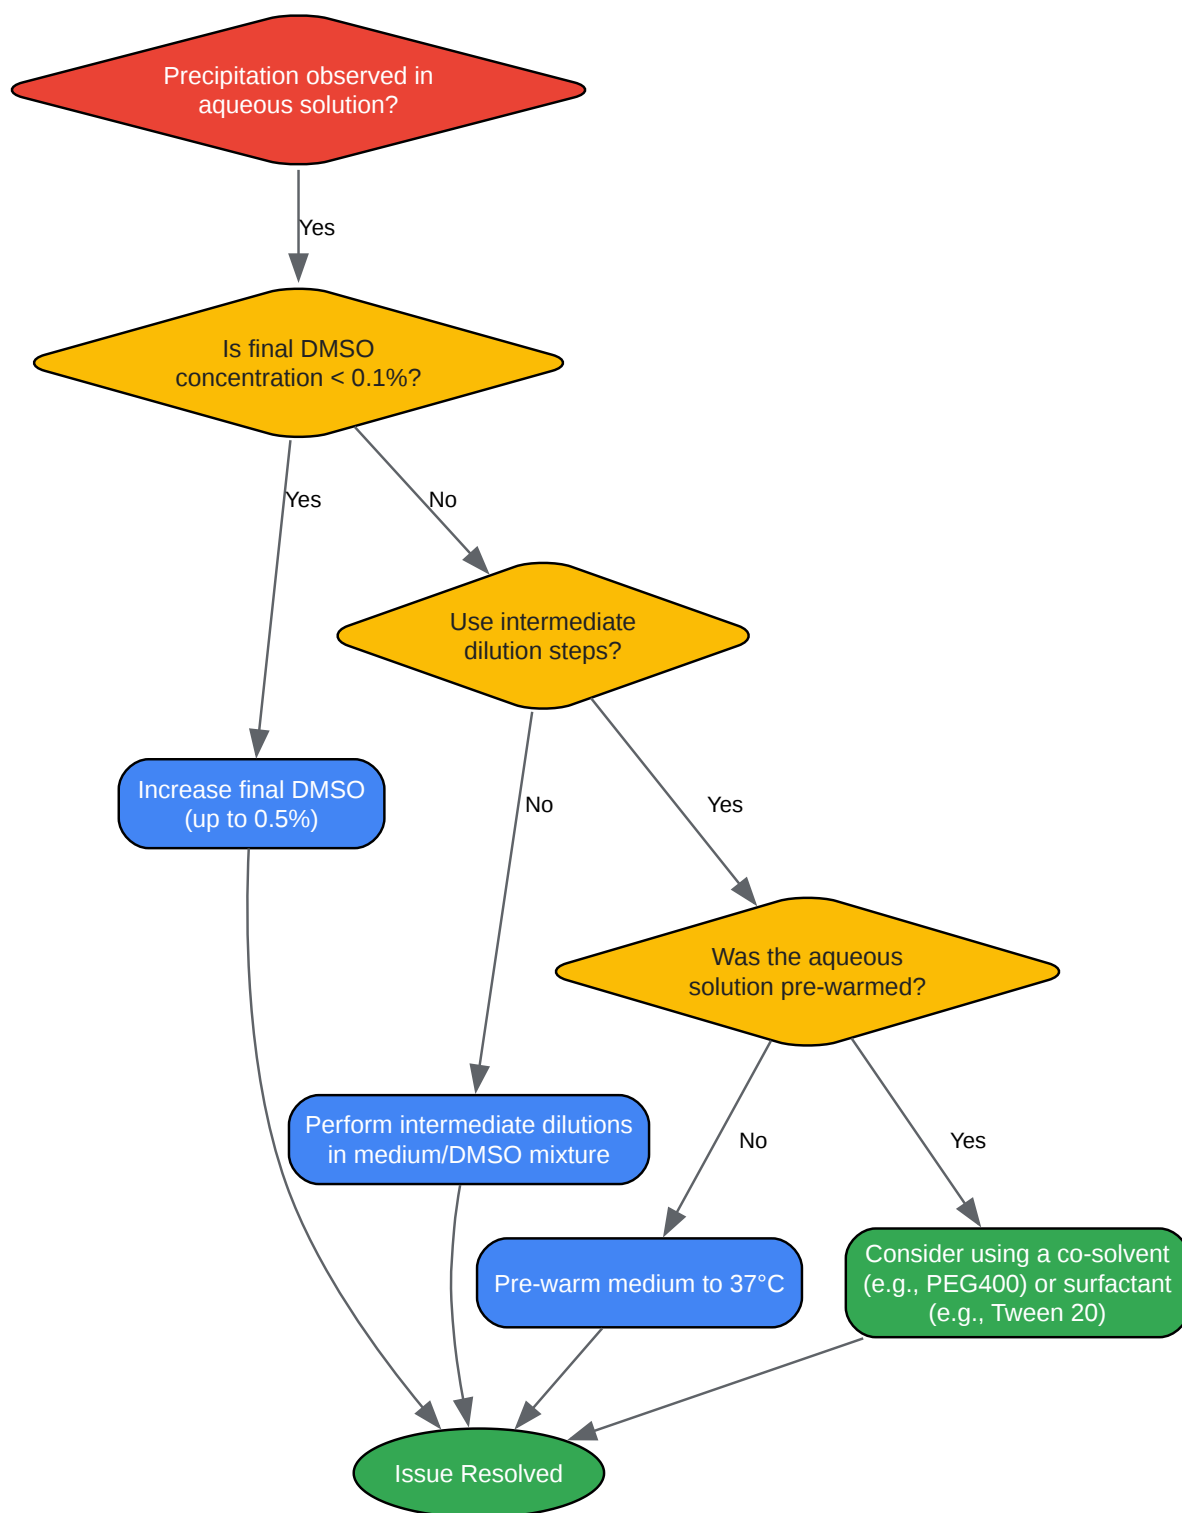 Precipitation observed in
aqueous solution?
Yes
Is final DMSO
concentration < 0.1%?
Yes
No
Use intermediate
dilution steps?
Increase final DMSO
(up to 0.5%)
No
Yes
Was the aqueous
solution pre-warmed?
Perform intermediate dilutions
in medium/DMSO mixture
No
Yes
Pre-warm medium to 37°C
Consider using a co-solvent
(e.g., PEG400) or surfactant
(e.g., Tween 20)
Issue Resolved